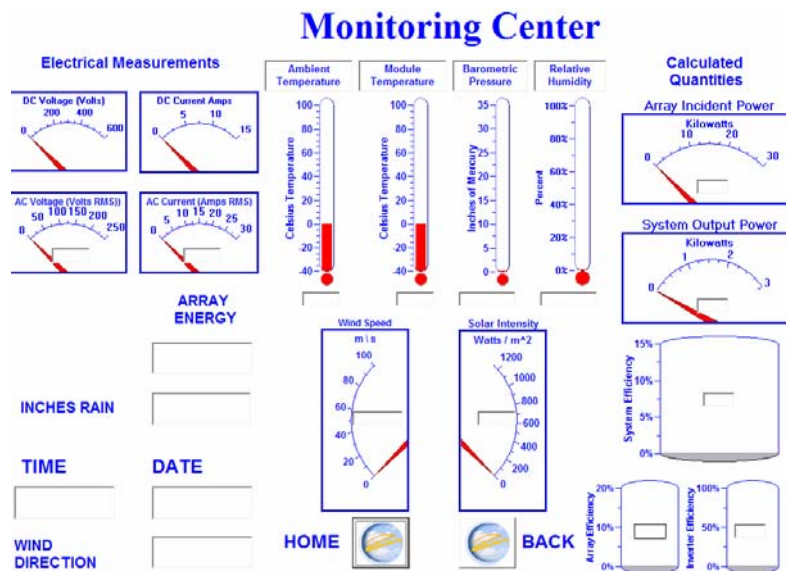 Monitoring Center
Electrical Measurements
DC Voltage (Volts)
200 400
0 600
DC Current Amps
5 10
0 15
AC Voltage (Volts RMS))
50 100 150 200
0 250
AC Current (Amps RMS)
5 10 15 20 25
0 30
Ambient
Temperature
Celsius Temperature
100
80
60
40
20
0
-20
-40
Module
Temperature
Celsius Temperature
100
80
60
40
20
0
-20
-40
Barometric
Pressure
Inches of Mercury
35
30
25
20
15
10
5
0
Relative
Humidity
Percent
100%
80%
60%
40%
20%
0%
Calculated
Quantities
Array Incident Power
Kilowatts
10 20
0 30
System Output Power
Kilowatts
1 2
0 3
ARRAY
ENERGY
INCHES RAIN
TIME DATE
WIND
DIRECTION
Wind Speed
m \ s
100
80
60
40
20
0
Solar Intensity
Watts / m^2
1200
1000
800
600
400
200
0
System Efficiency
15%
10%
5%
0%
Array Efficiency
20%
10%
0%
Inverter Efficiency
100%
50%
0%
HOME BACK